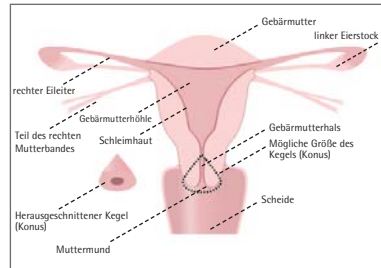 Gebärmutter
linker Eierstock
rechter Eileiter
Gebärmutterhöhle
Teil des rechten
Mutterbandes
Schleimhaut
Gebärmutterhals
Mögliche Größe des
Kegels (Konus)
Herausgeschnittener Kegel
(Konus)
Scheide
Muttermund